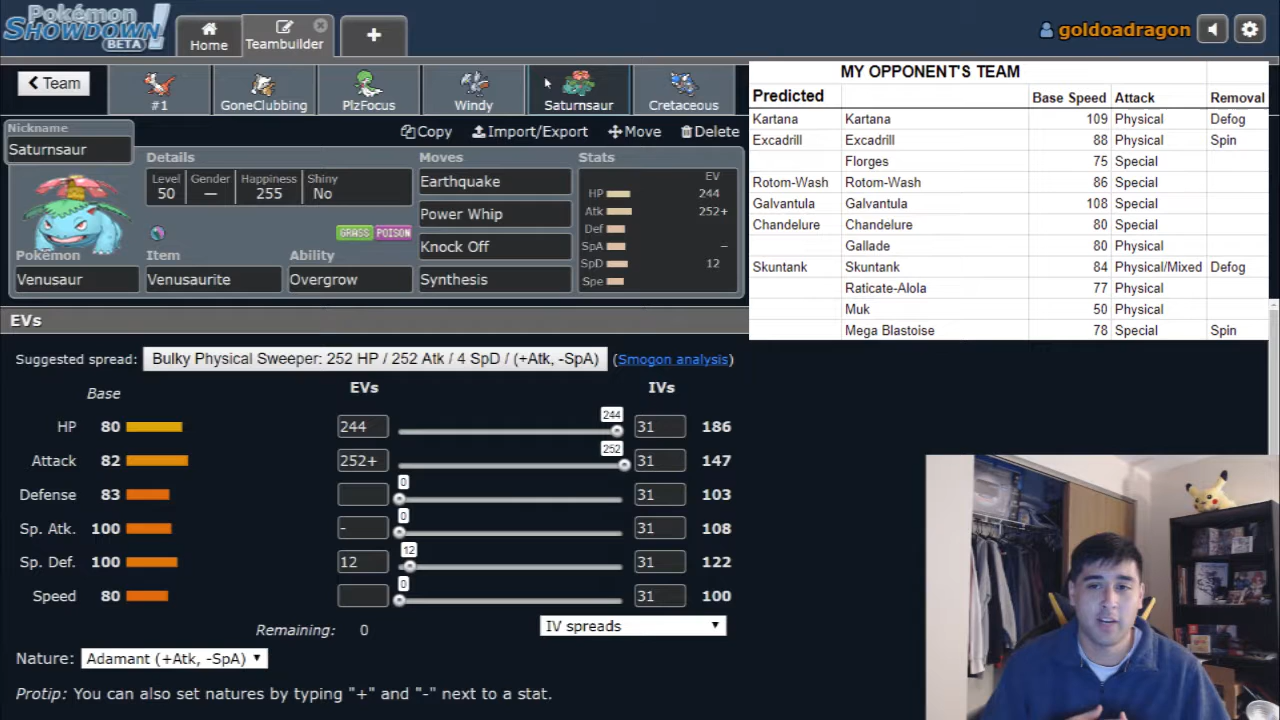 Pokémon
SHOWDOWN!
BETA
Home
Teambuilder
goldoadragon
Team
#1
GoneClubbing
PlzFocus
Windy
Saturnsaur
Cretaceous
Copy
Import/Export
Move
Delete
Nickname
Saturnsaur
Details
Level Gender Happiness Shiny
50 — 255 No
GRASS POISON
Pokémon
Venusaur
Item
Venusaurite
Ability
Overgrow
Moves
Earthquake
Power Whip
Knock Off
Synthesis
Stats
EV
HP 244
Atk 252+
Def
SpA –
SpD 12
Spe
MY OPPONENT'S TEAM
Predicted Base Speed Attack Removal
Kartana Kartana 109 Physical Defog
Excadrill Excadrill 88 Physical Spin
Florges 75 Special
Rotom-Wash Rotom-Wash 86 Special
Galvantula Galvantula 108 Special
Chandelure Chandelure 80 Special
Gallade 80 Physical
Skuntank Skuntank 84 Physical/Mixed Defog
Raticate-Alola 77 Physical
Muk 50 Physical
Mega Blastoise 78 Special Spin
EVs
Suggested spread: Bulky Physical Sweeper: 252 HP / 252 Atk / 4 SpD / (+Atk, -SpA) (Smogon analysis)
Base EVs IVs
HP 80 244 244 31 186
Attack 82 252+ 252 31 147
Defense 83 0 31 103
Sp. Atk. 100 - 0 31 108
Sp. Def. 100 12 12 31 122
Speed 80 0 31 100
Remaining: 0 IV spreads
Nature: Adamant (+Atk, -SpA)
Protip: You can also set natures by typing "+" and "-" next to a stat.